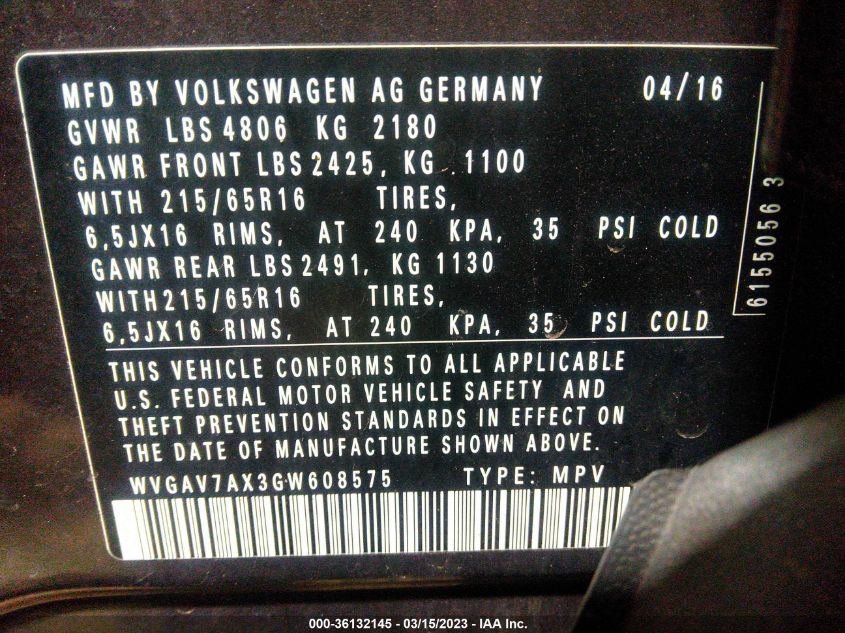 MFD BY VOLKSWAGEN AG GERMANY 04/16
GVWR LBS 4806 KG 2180
GAWR FRONT LBS 2425, KG 1100
WITH 215/65R16 TIRES,
6,5JX16 RIMS, AT 240 KPA, 35 PSI COLD
GAWR REAR LBS 2491, KG 1130
WITH 215/65R16 TIRES,
6,5JX16 RIMS, AT 240 KPA, 35 PSI COLD
6155056 3
THIS VEHICLE CONFORMS TO ALL APPLICABLE
U.S. FEDERAL MOTOR VEHICLE SAFETY AND
THEFT PREVENTION STANDARDS IN EFFECT ON
THE DATE OF MANUFACTURE SHOWN ABOVE.
WVGAV7AX3GW608575 TYPE: MPV
000-36132145 - 03/15/2023 - IAA Inc.